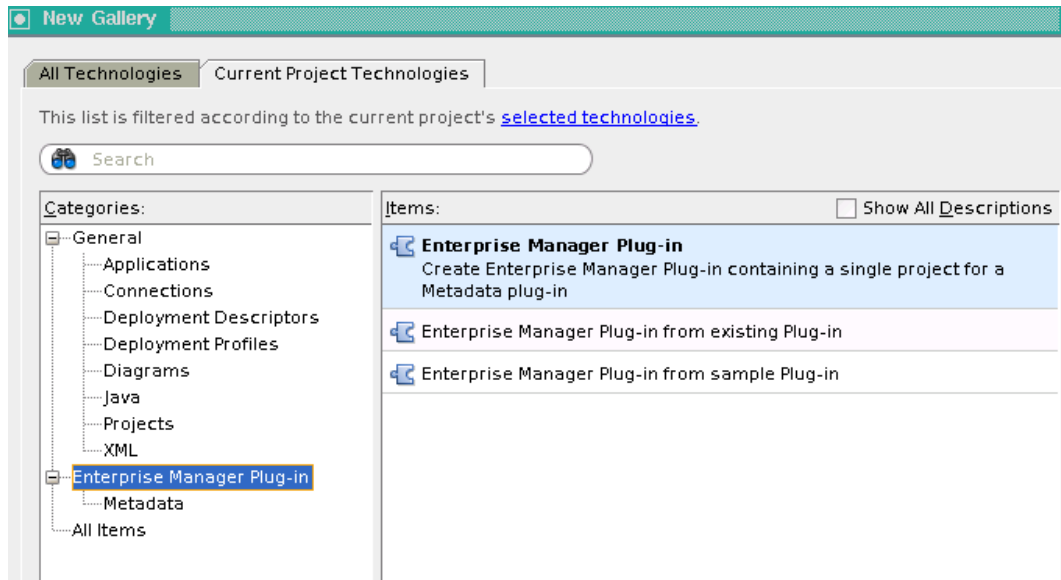 New Gallery
All Technologies
Current Project Technologies
This list is filtered according to the current project's selected technologies.
Search
Categories:
General
Applications
Connections
Deployment Descriptors
Deployment Profiles
Diagrams
Java
Projects
XML
Enterprise Manager Plug-in
Metadata
All Items
Items:
Show All Descriptions
Enterprise Manager Plug-in
Create Enterprise Manager Plug-in containing a single project for a
Metadata plug-in
Enterprise Manager Plug-in from existing Plug-in
Enterprise Manager Plug-in from sample Plug-in